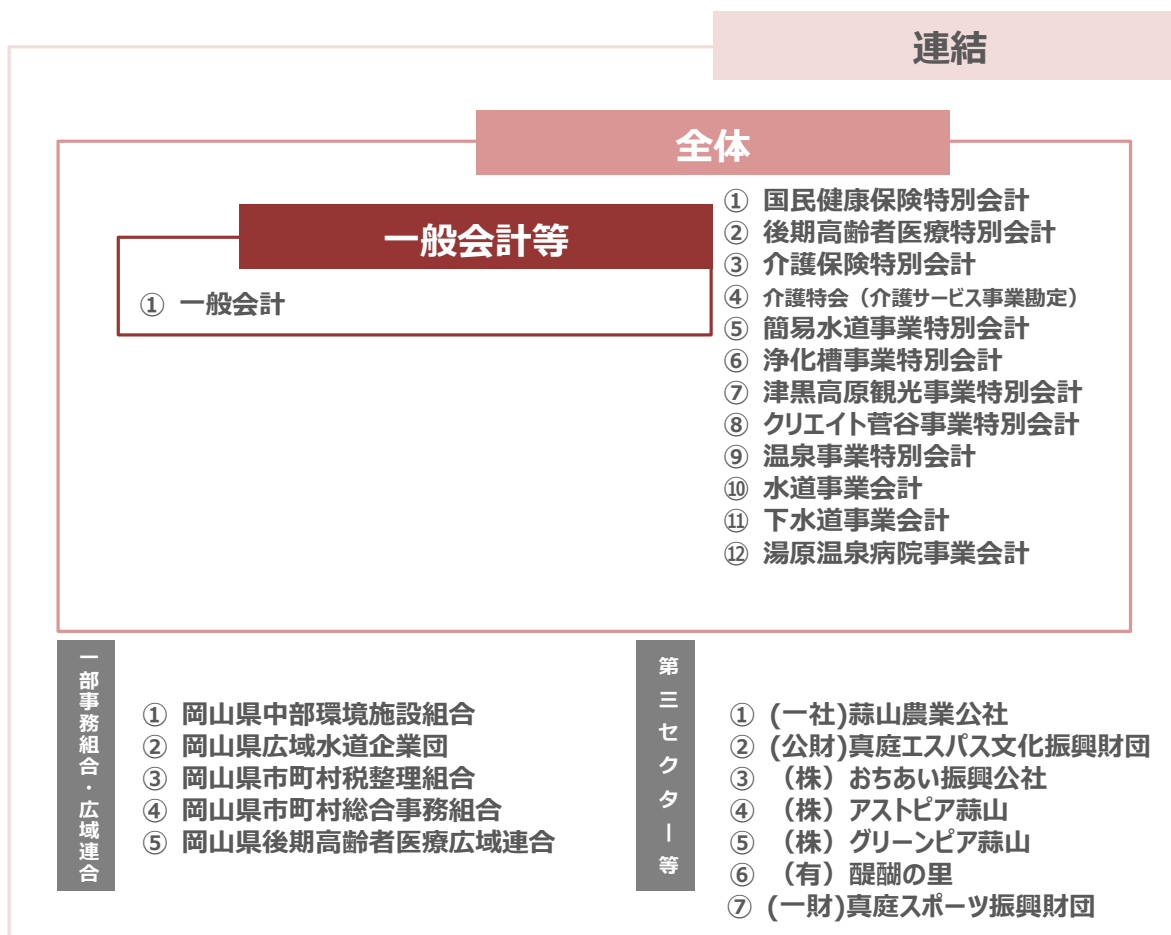 連結
全体
一般会計等
① 一般会計
① 国民健康保険特別会計
② 後期高齢者医療特別会計
③ 介護保険特別会計
④ 介護特会（介護サービス事業勘定）
⑤ 簡易水道事業特別会計
⑥ 浄化槽事業特別会計
⑦ 津黒高原観光事業特別会計
⑧ クリエイト菅谷事業特別会計
⑨ 温泉事業特別会計
⑩ 水道事業会計
⑪ 下水道事業会計
⑫ 湯原温泉病院事業会計
一部事務組合・広域連合
① 岡山県中部環境施設組合
② 岡山県広域水道企業団
③ 岡山県市町村税整理組合
④ 岡山県市町村総合事務組合
⑤ 岡山県後期高齢者医療広域連合
第三セクター等
① (一社)蒜山農業公社
② (公財)真庭エスパス文化振興財団
③ （株）おちあい振興公社
④ （株）アストピア蒜山
⑤ （株）グリーンピア蒜山
⑥ （有）醍醐の里
⑦ (一財)真庭スポーツ振興財団